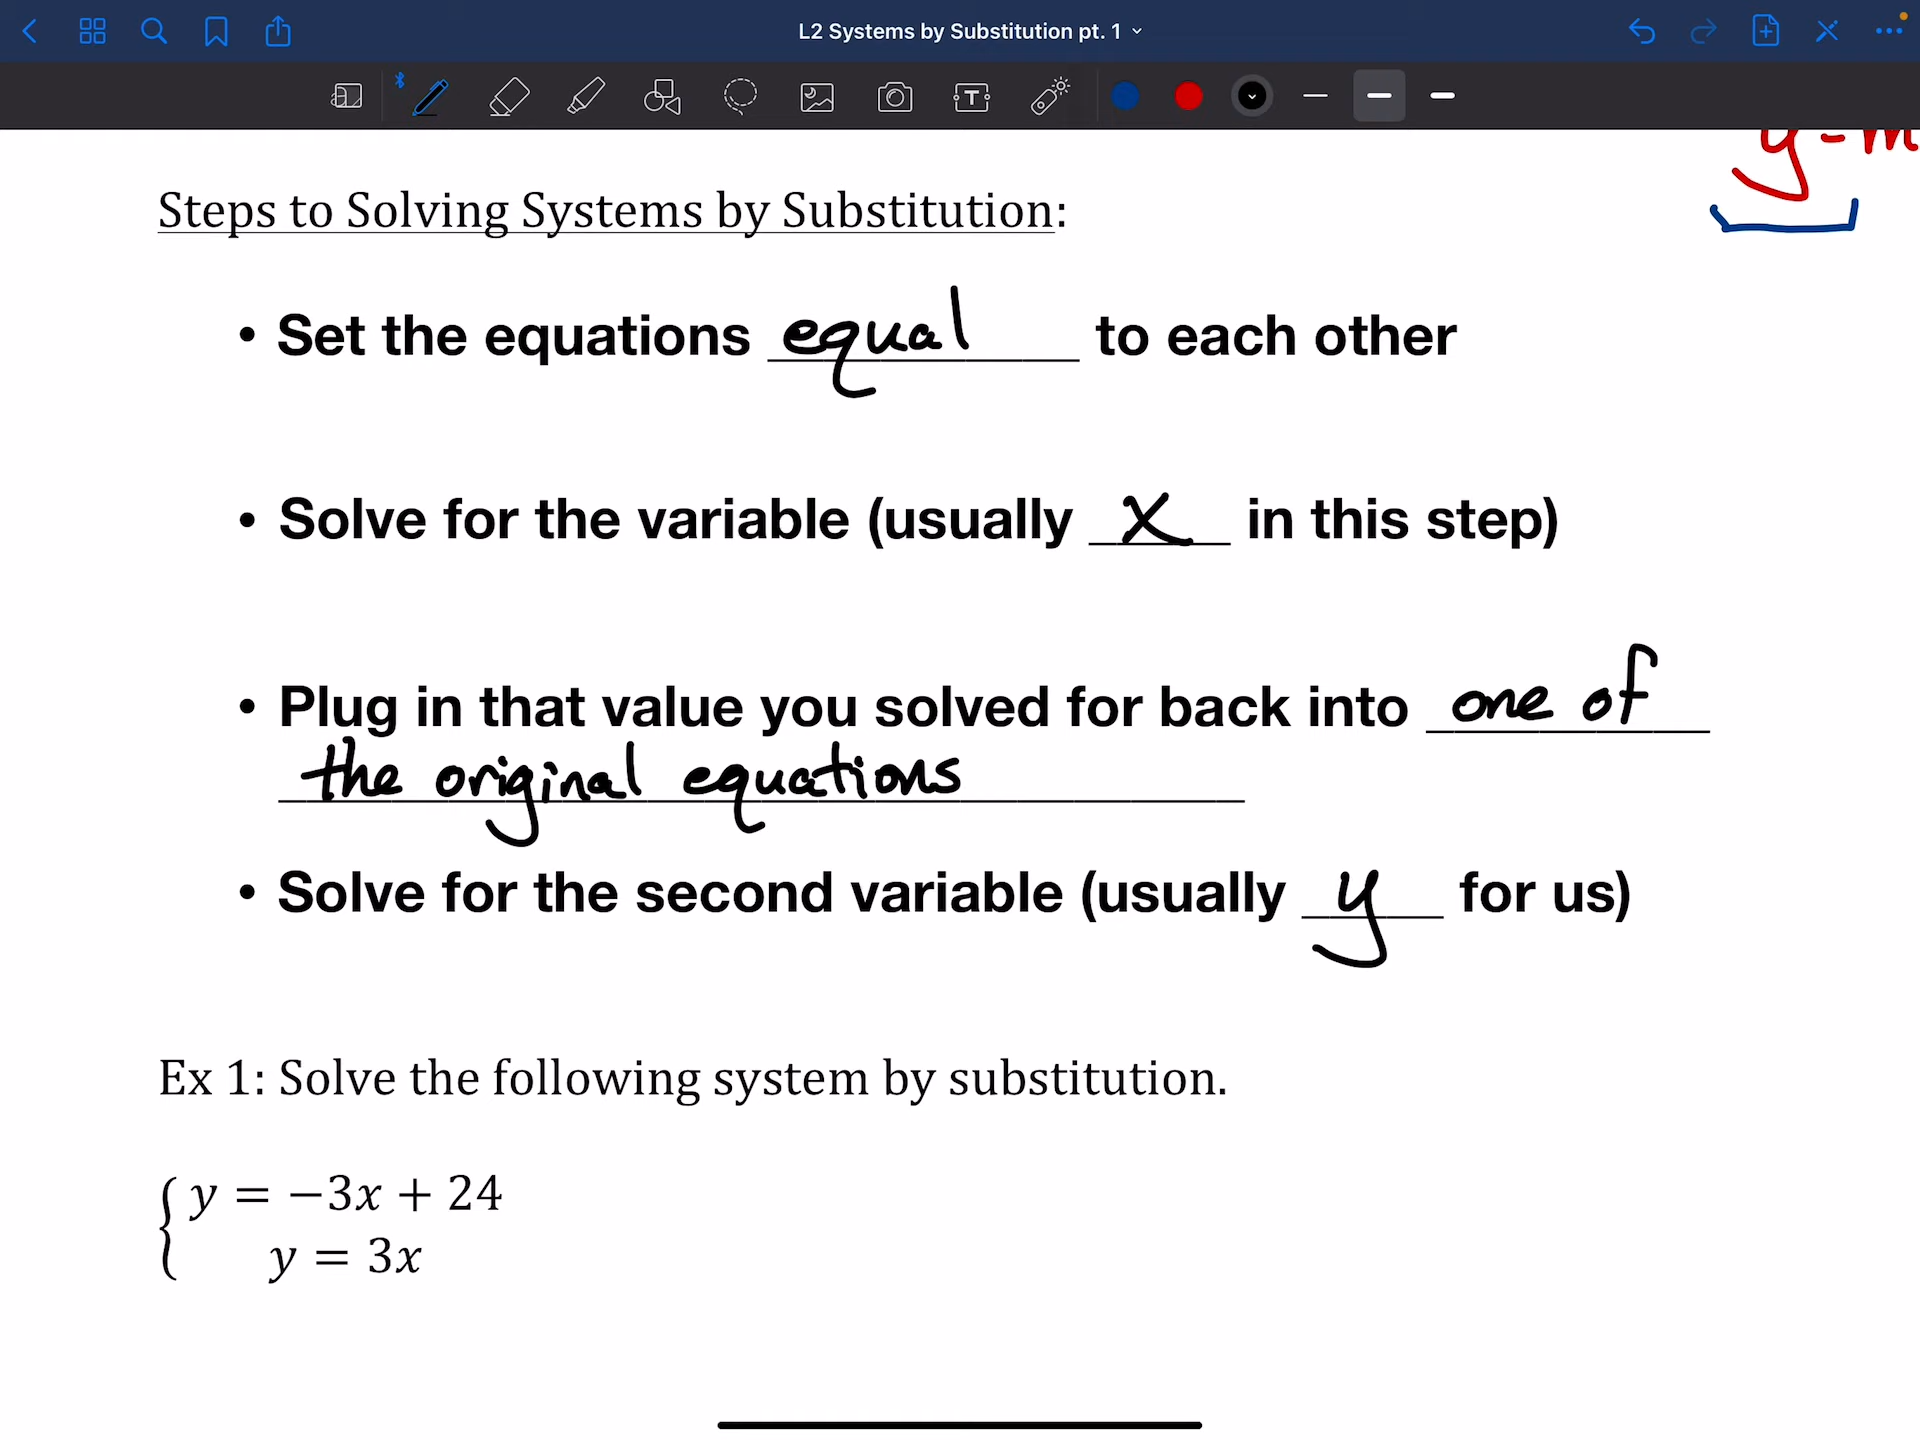 L2 Systems by Substitution pt. 1
y = m
Steps to Solving Systems by Substitution:
• Set the equations equal to each other
• Solve for the variable (usually x in this step)
• Plug in that value you solved for back into one of
the original equations
• Solve for the second variable (usually y for us)
Ex 1: Solve the following system by substitution.
y = −3x + 24
y = 3x